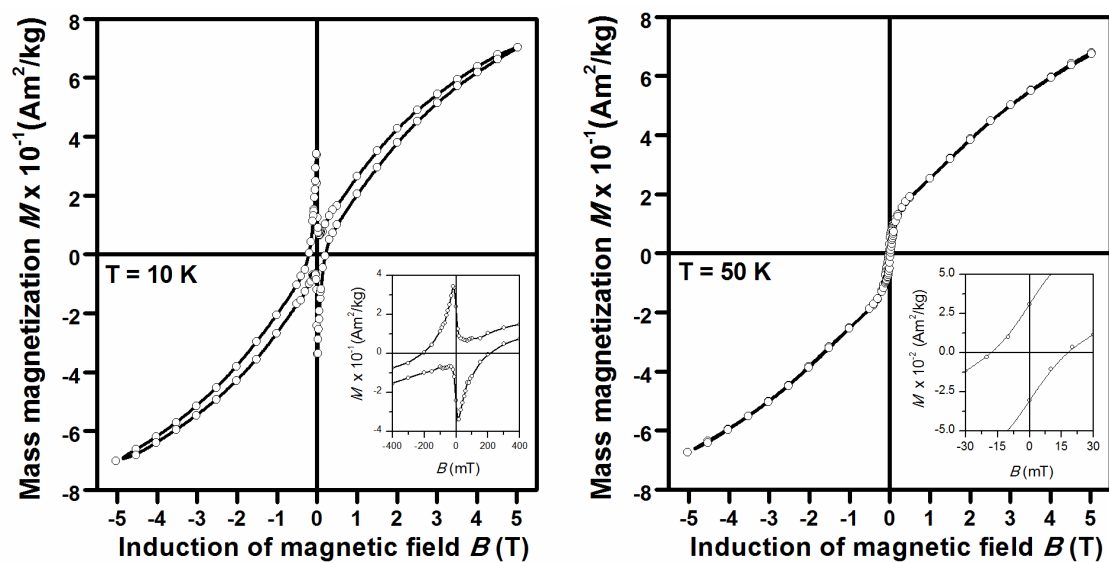 Mass magnetization M x 10⁻¹ (Am²/kg)
8
6
4
2
0
-2
-4
-6
-8
T = 10 K
-5 -4 -3 -2 -1 0 1 2 3 4 5
Induction of magnetic field B (T)
M x 10⁻¹ (Am²/kg)
4
2
0
-2
-4
-400 -200 0 200 400
B (mT)
Mass magnetization M x 10⁻¹ (Am²/kg)
8
6
4
2
0
-2
-4
-6
-8
T = 50 K
-5 -4 -3 -2 -1 0 1 2 3 4 5
Induction of magnetic field B (T)
M x 10⁻² (Am²/kg)
5.0
2.5
0.0
-2.5
-5.0
-30 -15 0 15 30
B (mT)